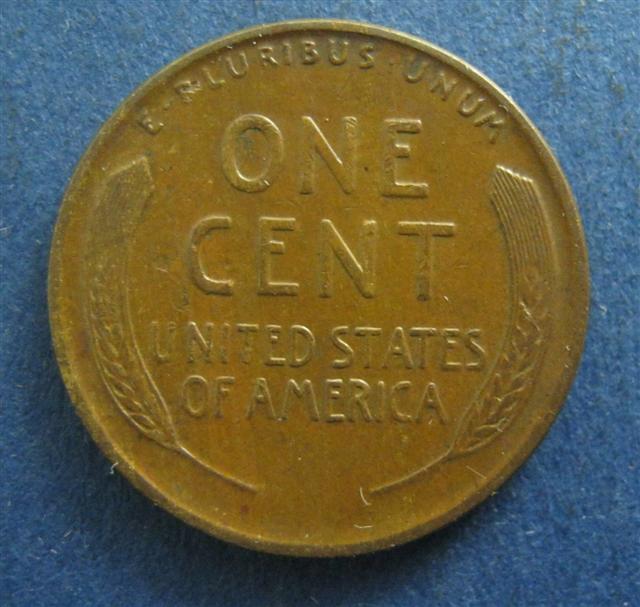 E·PLURIBUS·UNUM
ONE
CENT
UNITED STATES
OF AMERICA